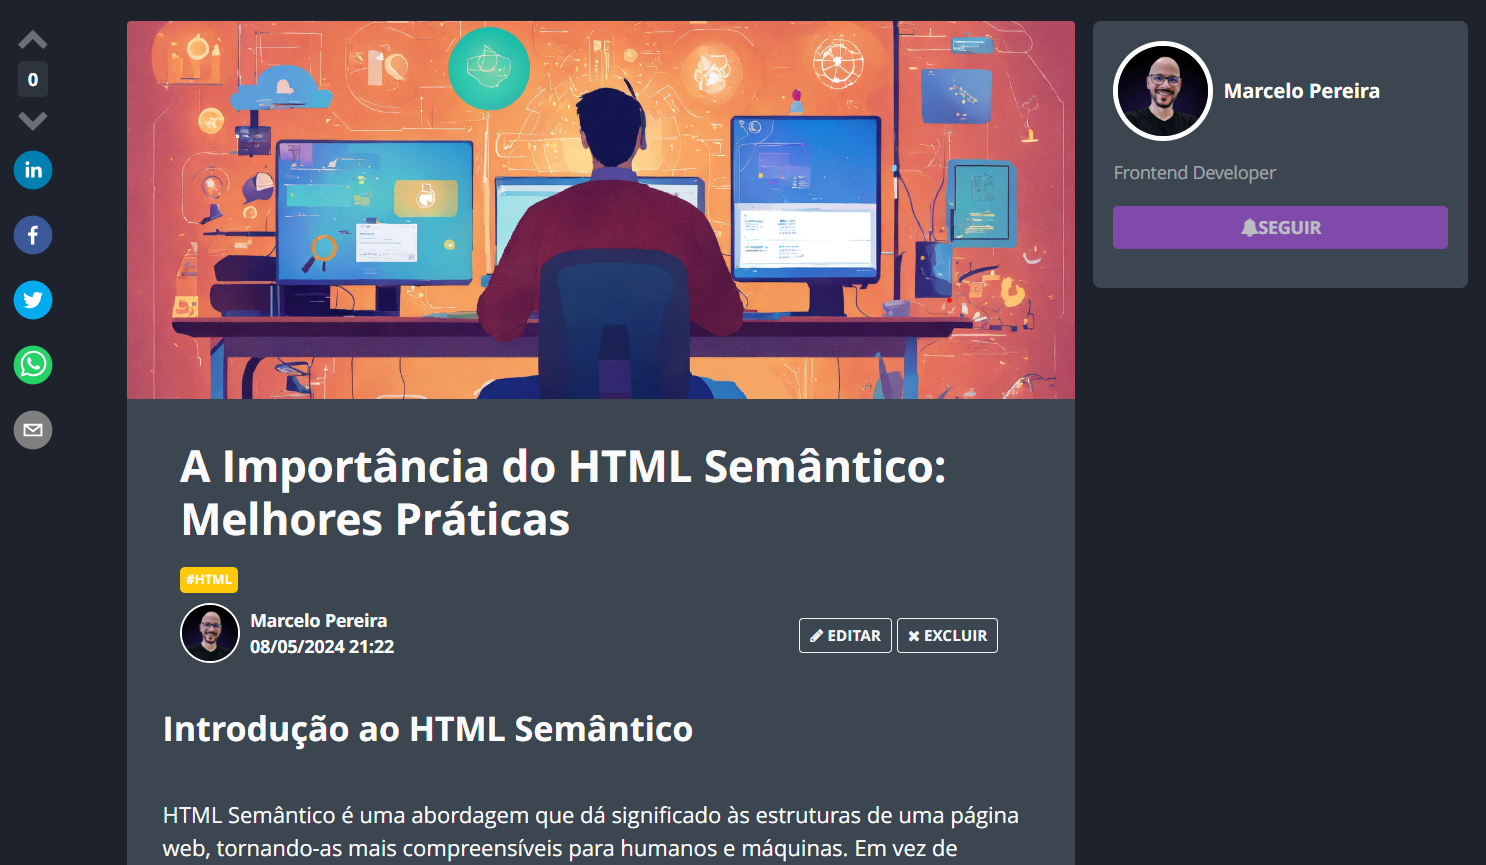 0
in
f
A Importância do HTML Semântico:
Melhores Práticas
#HTML
Marcelo Pereira
08/05/2024 21:22
EDITAR
EXCLUIR
Introdução ao HTML Semântico
HTML Semântico é uma abordagem que dá significado às estruturas de uma página
web, tornando-as mais compreensíveis para humanos e máquinas. Em vez de
Marcelo Pereira
Frontend Developer
SEGUIR